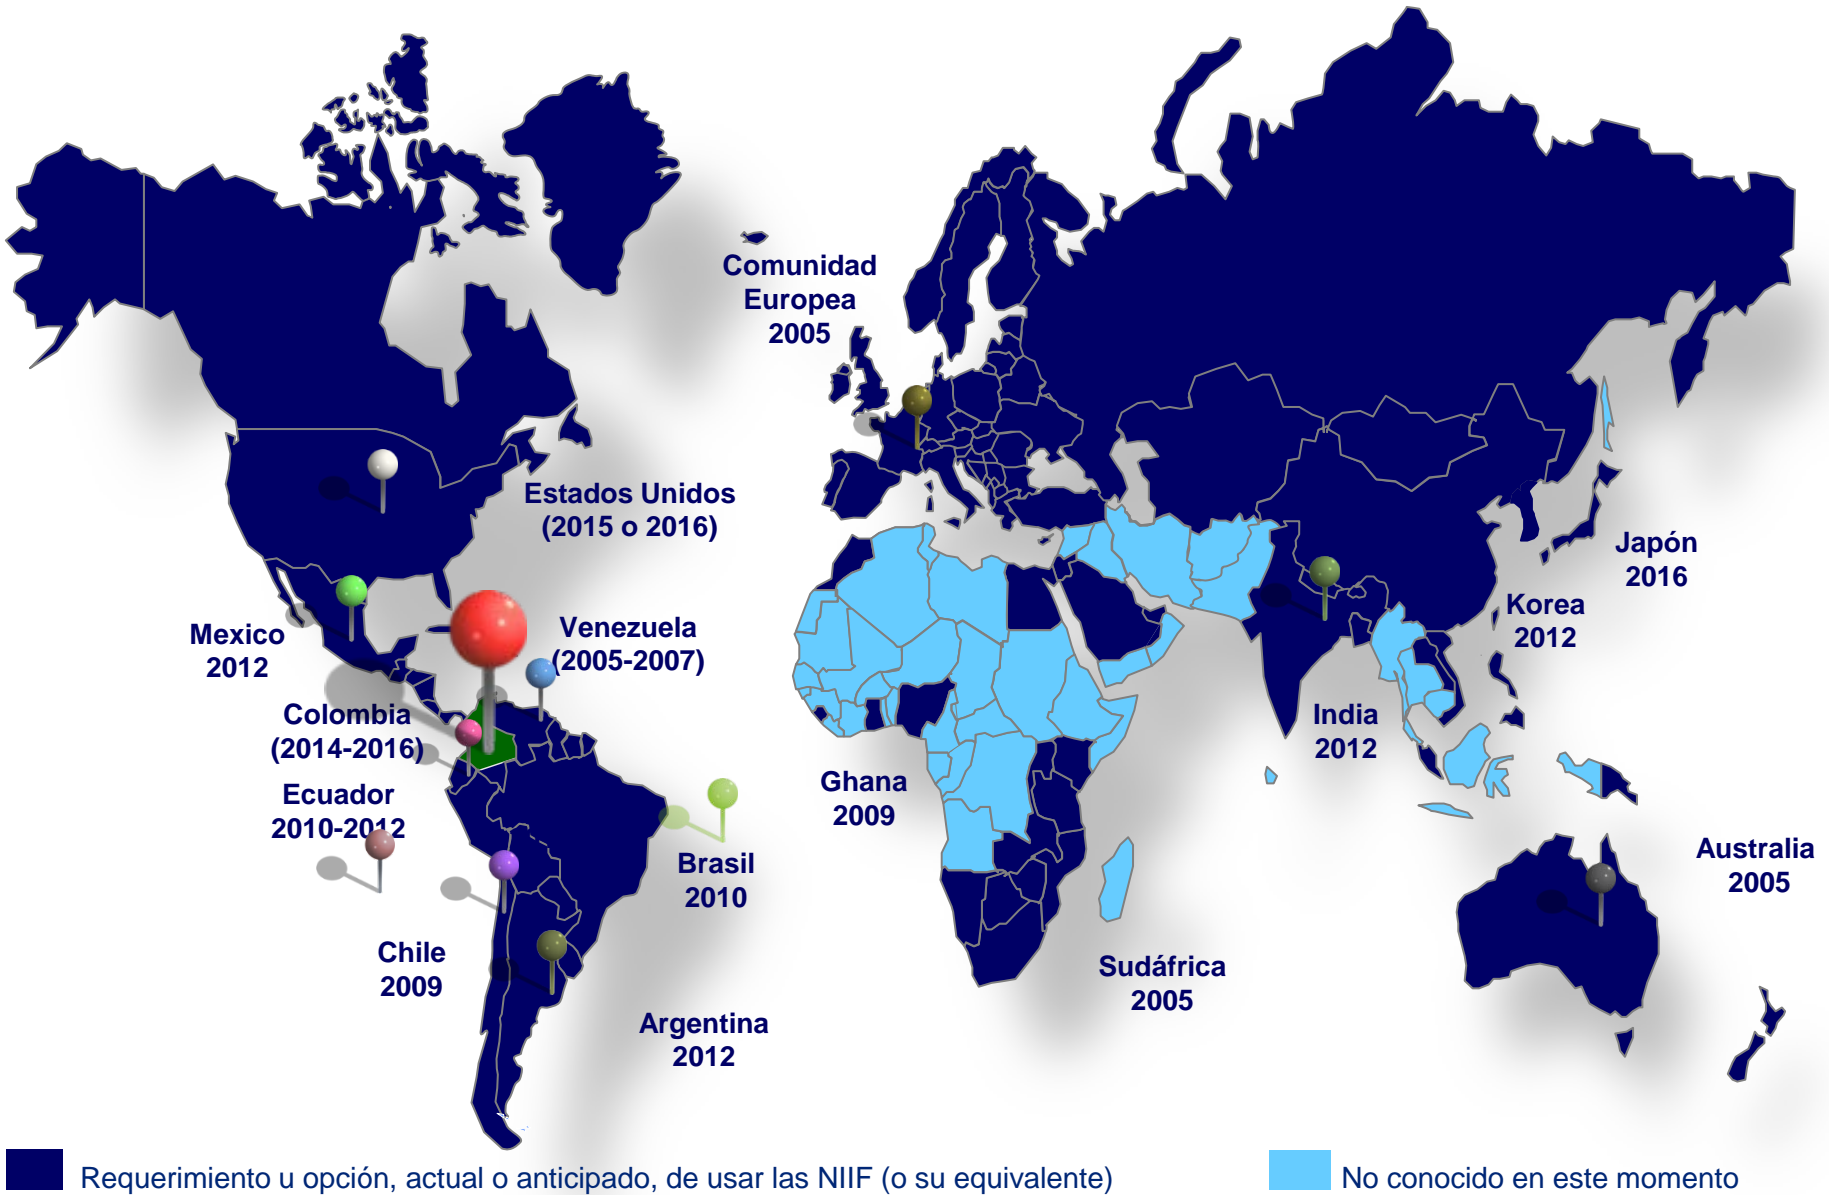 Comunidad
Europea
2005
Estados Unidos
(2015 o 2016)
Japón
2016
Mexico
2012
Venezuela
(2005-2007)
Korea
2012
Colombia
(2014-2016)
India
2012
Ecuador
2010-2012
Ghana
2009
Brasil
2010
Australia
2005
Chile
2009
Sudáfrica
2005
Argentina
2012
Requerimiento u opción, actual o anticipado, de usar las NIIF (o su equivalente)
No conocido en este momento